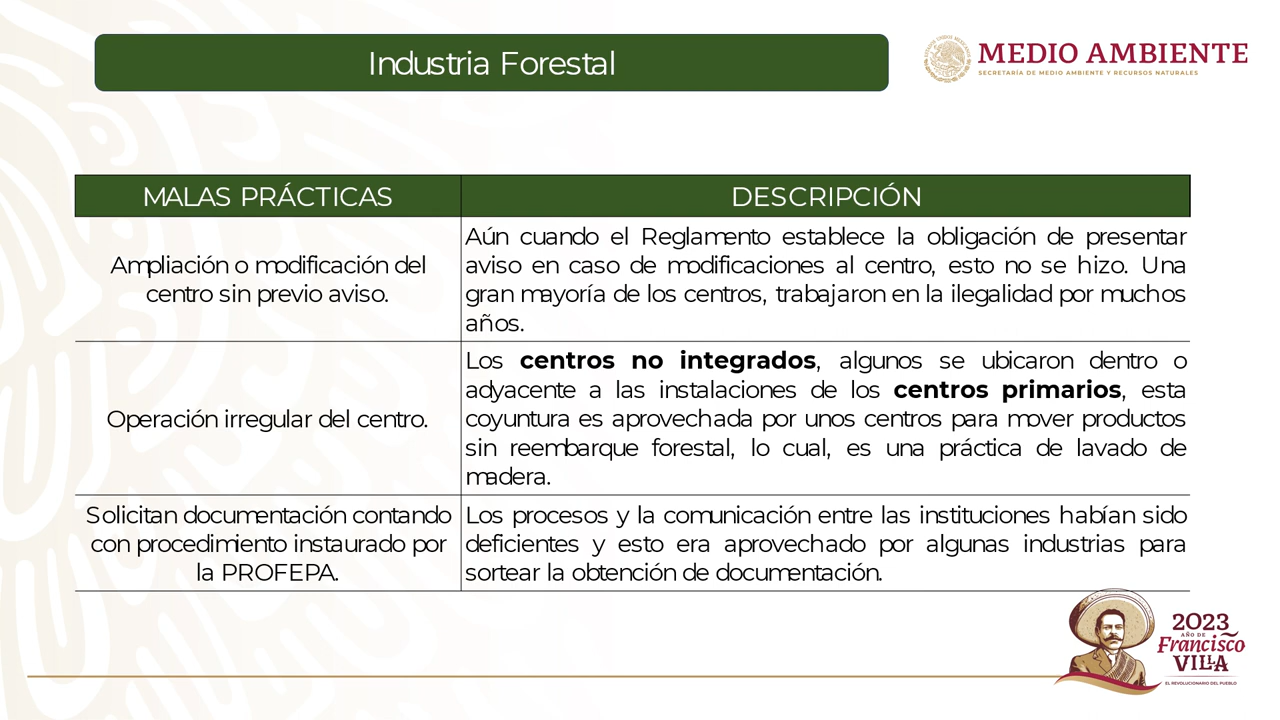 Industria Forestal
MEDIO AMBIENTE
SECRETARÍA DE MEDIO AMBIENTE Y RECURSOS NATURALES
MALAS PRÁCTICAS
DESCRIPCIÓN
Ampliación o modificación del
centro sin previo aviso.
Aún cuando el Reglamento establece la obligación de presentar
aviso en caso de modificaciones al centro, esto no se hizo. Una
gran mayoría de los centros, trabajaron en la ilegalidad por muchos
años.
Operación irregular del centro.
Los centros no integrados, algunos se ubicaron dentro o
adyacente a las instalaciones de los centros primarios, esta
coyuntura es aprovechada por unos centros para mover productos
sin reembarque forestal, lo cual, es una práctica de lavado de
madera.
Solicitan documentación contando
con procedimiento instaurado por
la PROFEPA.
Los procesos y la comunicación entre las instituciones habían sido
deficientes y esto era aprovechado por algunas industrias para
sortear la obtención de documentación.
2023
AÑO DE
Francisco
VILLA
EL REVOLUCIONARIO DEL PUEBLO